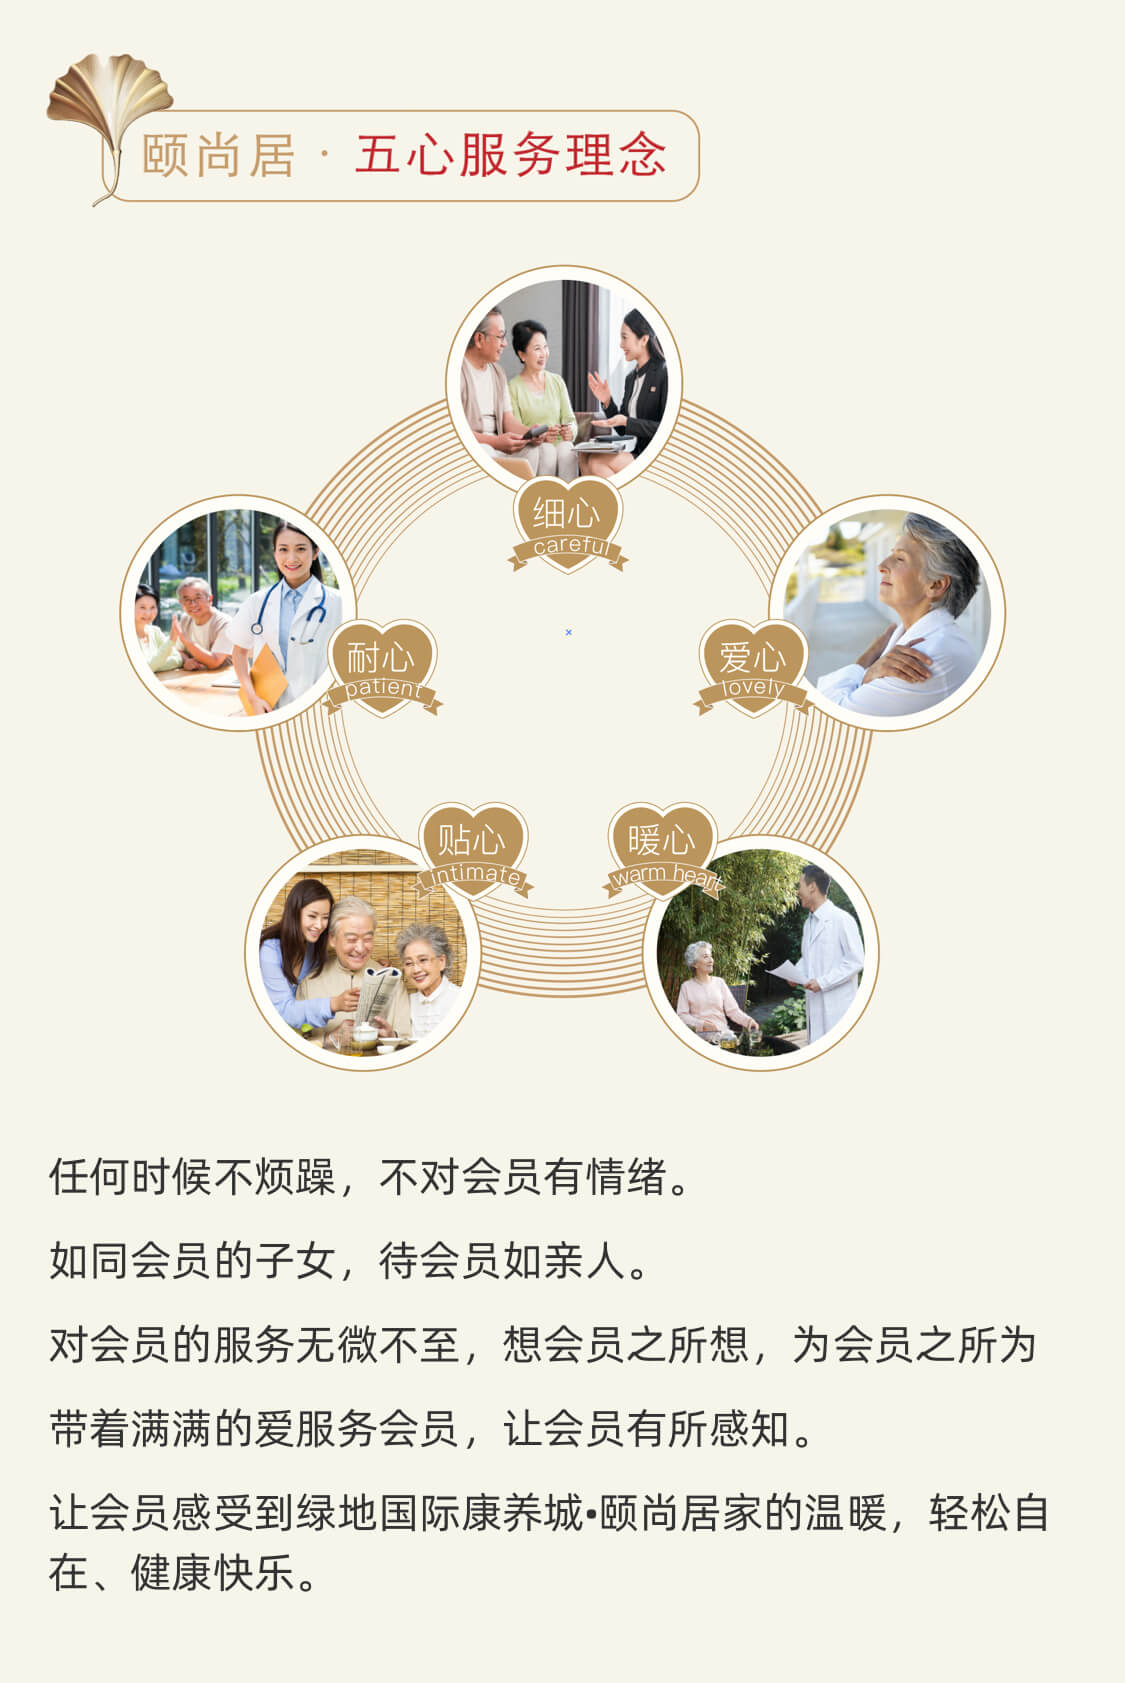 颐尚居 · 五心服务理念
细心
careful
耐心
patient
爱心
lovely
贴心
intimate
暖心
warm heart
任何时候不烦躁，不对会员有情绪。
如同会员的子女，待会员如亲人。
对会员的服务无微不至，想会员之所想，为会员之所为
带着满满的爱服务会员，让会员有所感知。
让会员感受到绿地国际康养城•颐尚居家的温暖，轻松自
在、健康快乐。